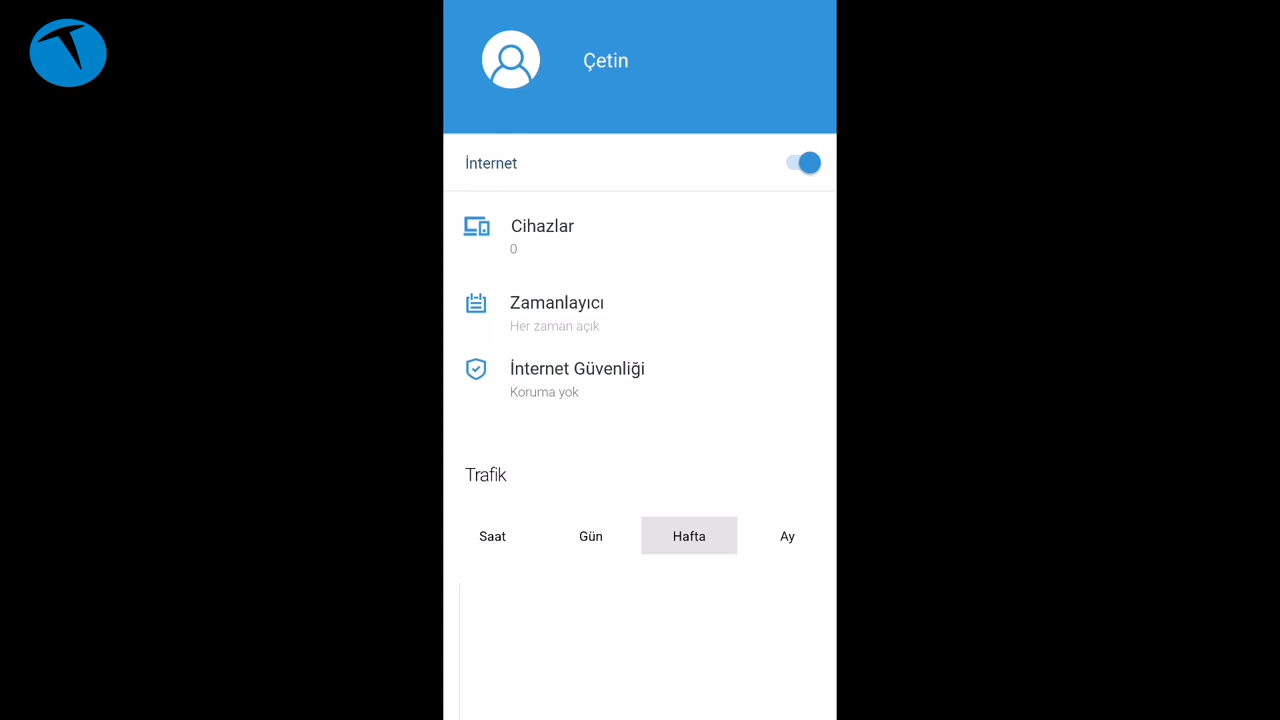 Çetin
İnternet
Cihazlar
0
Zamanlayıcı
Her zaman açık
İnternet Güvenliği
Koruma yok
Trafik
Saat Gün Hafta Ay